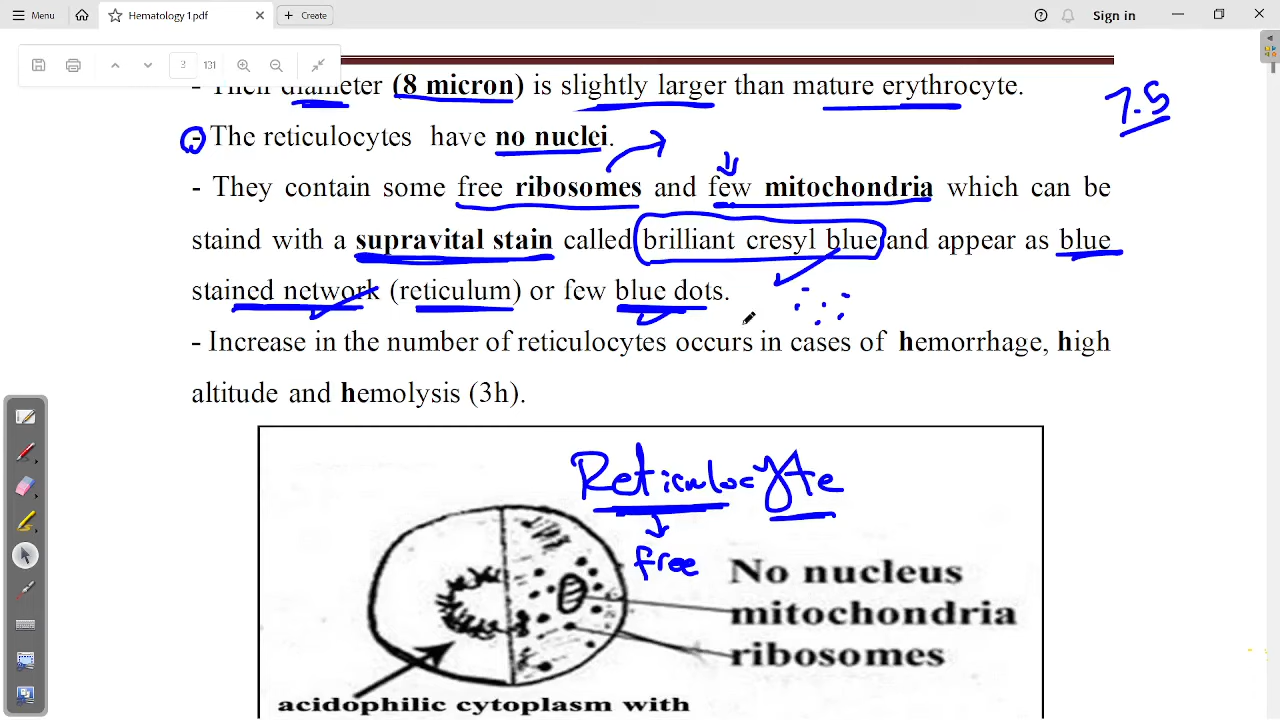 Menu
Hematology 1.pdf
Create
Sign in
3 131
- Their diameter (8 micron) is slightly larger than mature erythrocyte.
7.5
- The reticulocytes have no nuclei.
- They contain some free ribosomes and few mitochondria which can be
staind with a supravital stain called brilliant cresyl blue and appear as blue
stained network (reticulum) or few blue dots.
- Increase in the number of reticulocytes occurs in cases of hemorrhage, high
altitude and hemolysis (3h).
Reticulocyte
free
No nucleus
mitochondria
ribosomes
acidophilic cytoplasm with